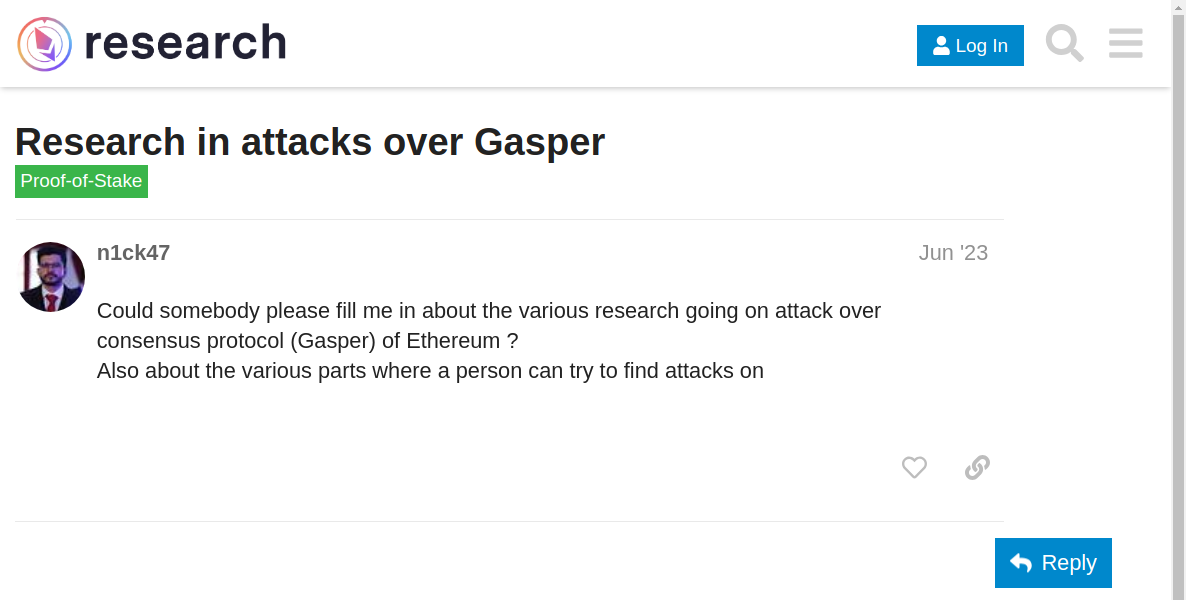 research
Log In
Research in attacks over Gasper
Proof-of-Stake
n1ck47
Jun '23
Could somebody please fill me in about the various research going on attack over
consensus protocol (Gasper) of Ethereum ?
Also about the various parts where a person can try to find attacks on
Reply